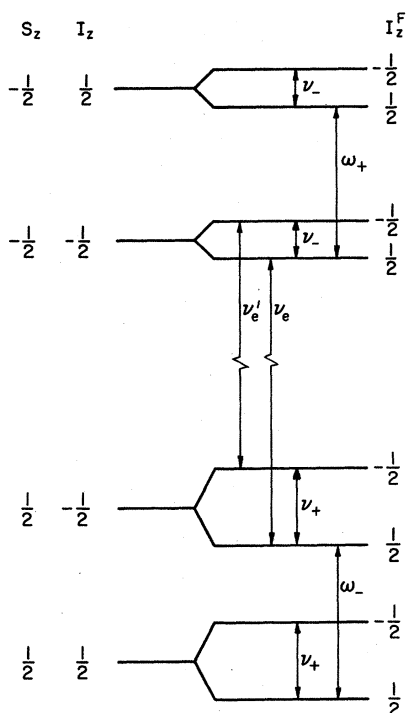 S_z I_z I_z^F
-1/2
-1/2 1/2 ν_-
1/2
ω_+
-1/2
-1/2 -1/2 ν_-
1/2
ν_e' ν_e
-1/2
1/2 -1/2 ν_+
1/2
ω_-
-1/2
1/2 1/2 ν_+
1/2